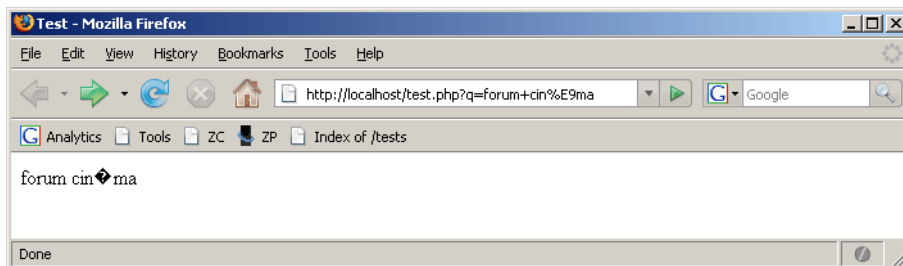 Test - Mozilla Firefox
File Edit View History Bookmarks Tools Help
http://localhost/test.php?q=forum+cin%E9ma G Google
G Analytics Tools ZC ZP Index of /tests
forum cin�ma
Done